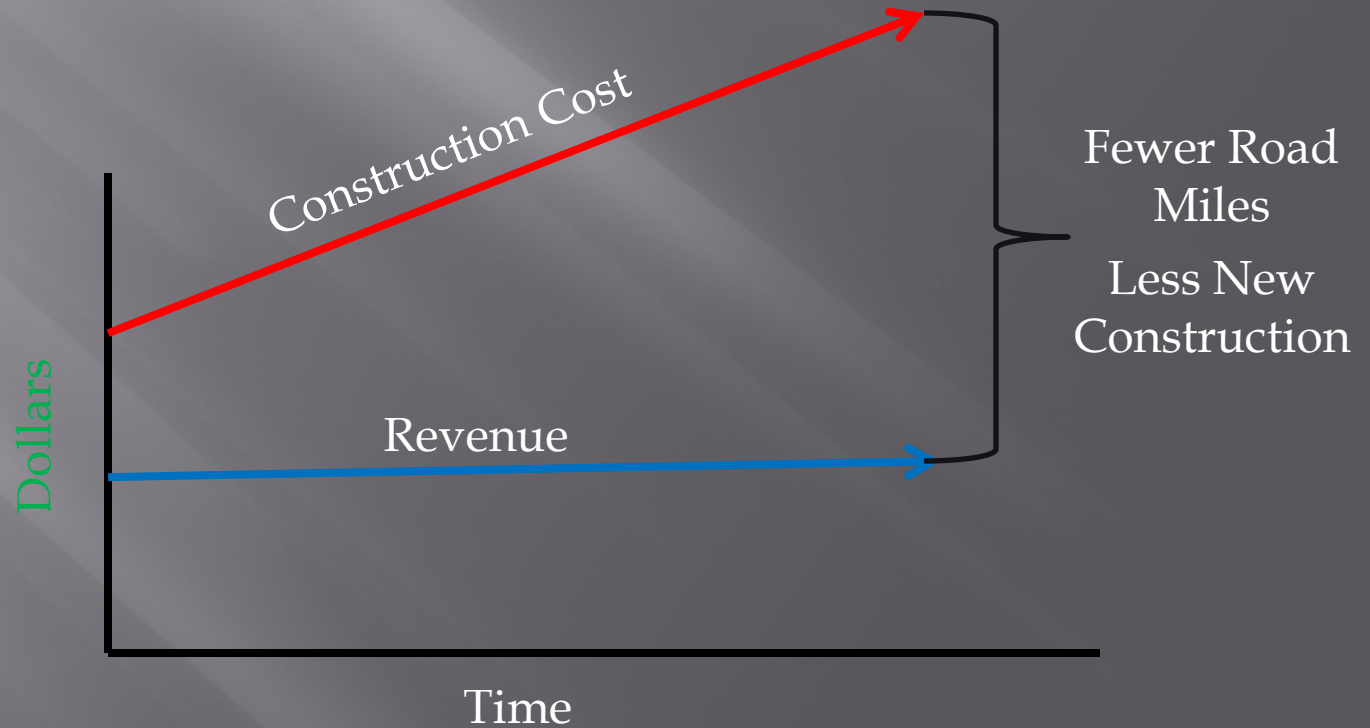 Construction Cost
Fewer Road
Miles
Less New
Construction
Dollars
Revenue
Time